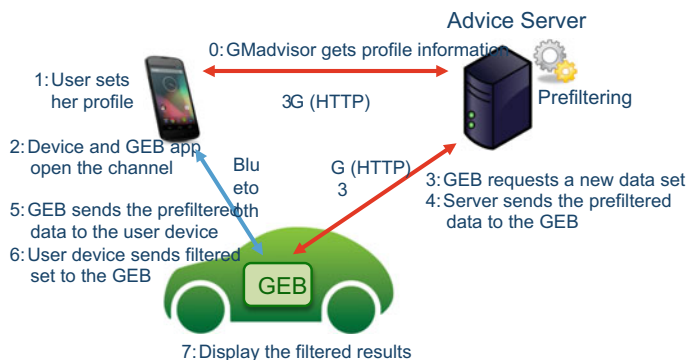 Advice Server
0: GMadvisor gets profile information
1: User sets
her profile
3G (HTTP)
Prefiltering
2: Device and GEB app
open the channel
Blu
eto
oth
G (HTTP)
3
3: GEB requests a new data set
4: Server sends the prefiltered
data to the GEB
5: GEB sends the prefiltered
data to the user device
6: User device sends filtered
set to the GEB
GEB
7: Display the filtered results